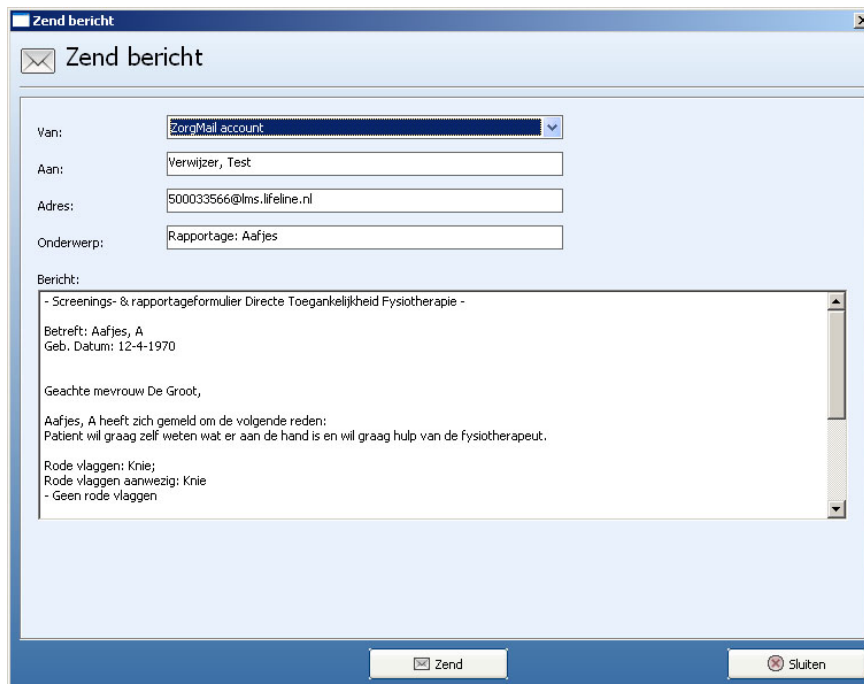 Zend bericht
Zend bericht
Van: ZorgMail account
Aan: Verwijzer, Test
Adres: 500033566@lms.lifeline.nl
Onderwerp: Rapportage: Aafjes
Bericht:
- Screenings- & rapportageformulier Directe Toegankelijkheid Fysiotherapie -
Betreft: Aafjes, A
Geb. Datum: 12-4-1970
Geachte mevrouw De Groot,
Aafjes, A heeft zich gemeld om de volgende reden:
Patient wil graag zelf weten wat er aan de hand is en wil graag hulp van de fysiotherapeut.
Rode vlaggen: Knie;
Rode vlaggen aanwezig: Knie
- Geen rode vlaggen
Zend Sluiten